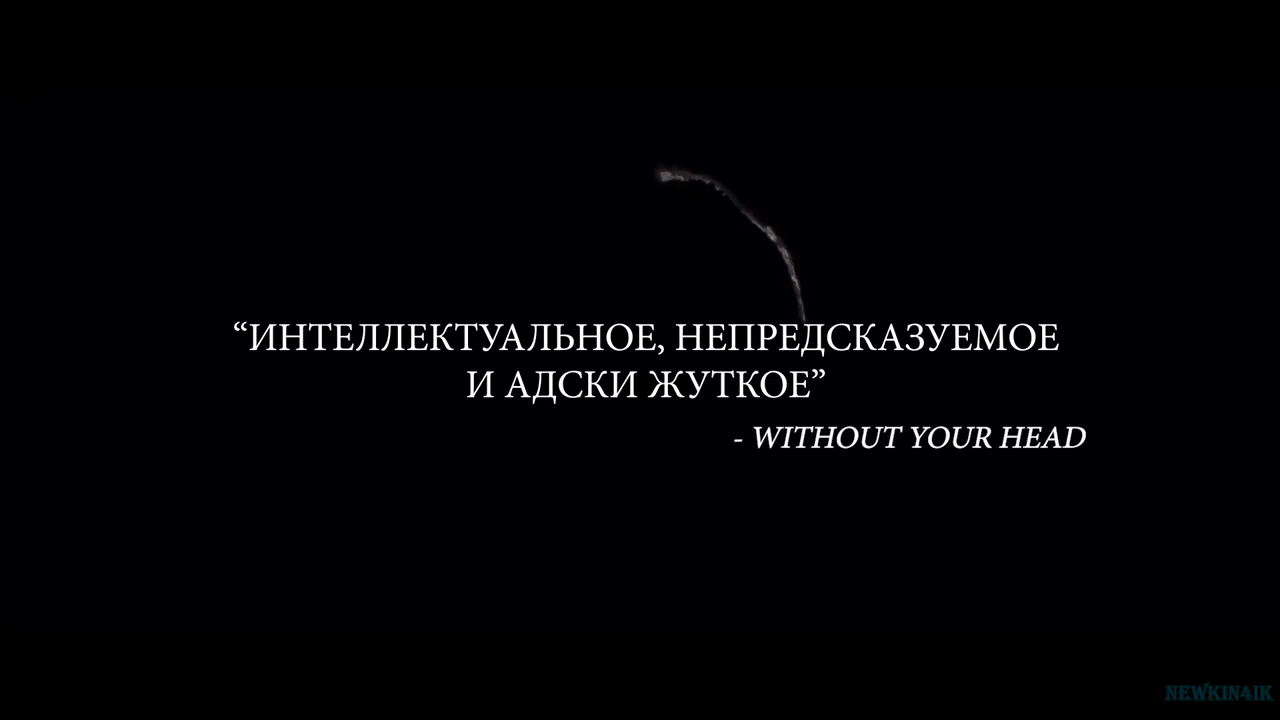 “ИНТЕЛЛЕКТУАЛЬНОЕ, НЕПРЕДСКАЗУЕМОЕ
И АДСКИ ЖУТКОЕ”
- WITHOUT YOUR HEAD
NEWKIN4IK